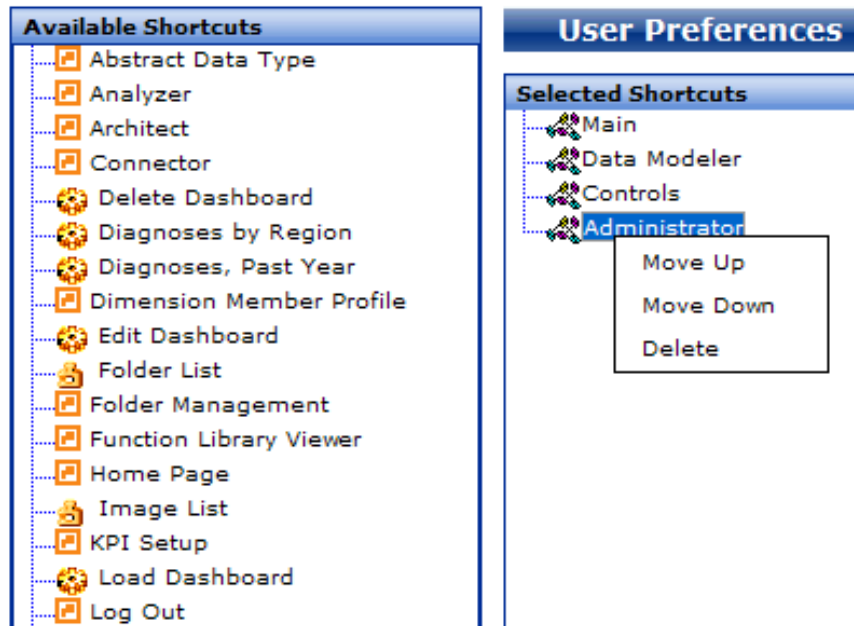 Available Shortcuts
Abstract Data Type
Analyzer
Architect
Connector
Delete Dashboard
Diagnoses by Region
Diagnoses, Past Year
Dimension Member Profile
Edit Dashboard
Folder List
Folder Management
Function Library Viewer
Home Page
Image List
KPI Setup
Load Dashboard
Log Out
User Preferences
Selected Shortcuts
Main
Data Modeler
Controls
Administrator
Move Up
Move Down
Delete